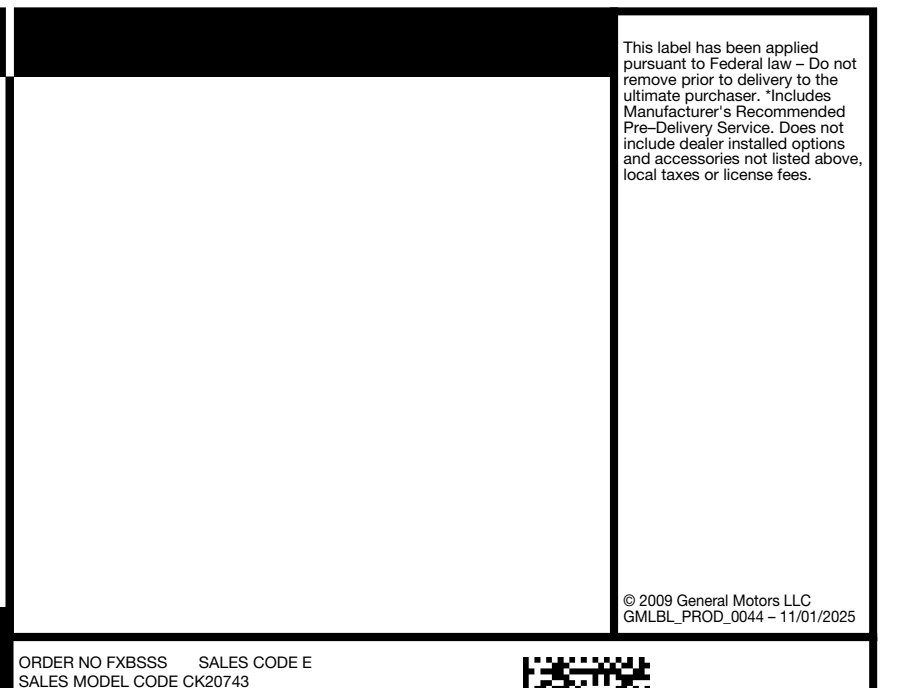 This label has been applied
pursuant to Federal law – Do not
remove prior to delivery to the
ultimate purchaser. *Includes
Manufacturer's Recommended
Pre–Delivery Service. Does not
include dealer installed options
and accessories not listed above,
local taxes or license fees.
© 2009 General Motors LLC
GMLBL_PROD_0044 – 11/01/2025
ORDER NO FXBSSS SALES CODE E
SALES MODEL CODE CK20743